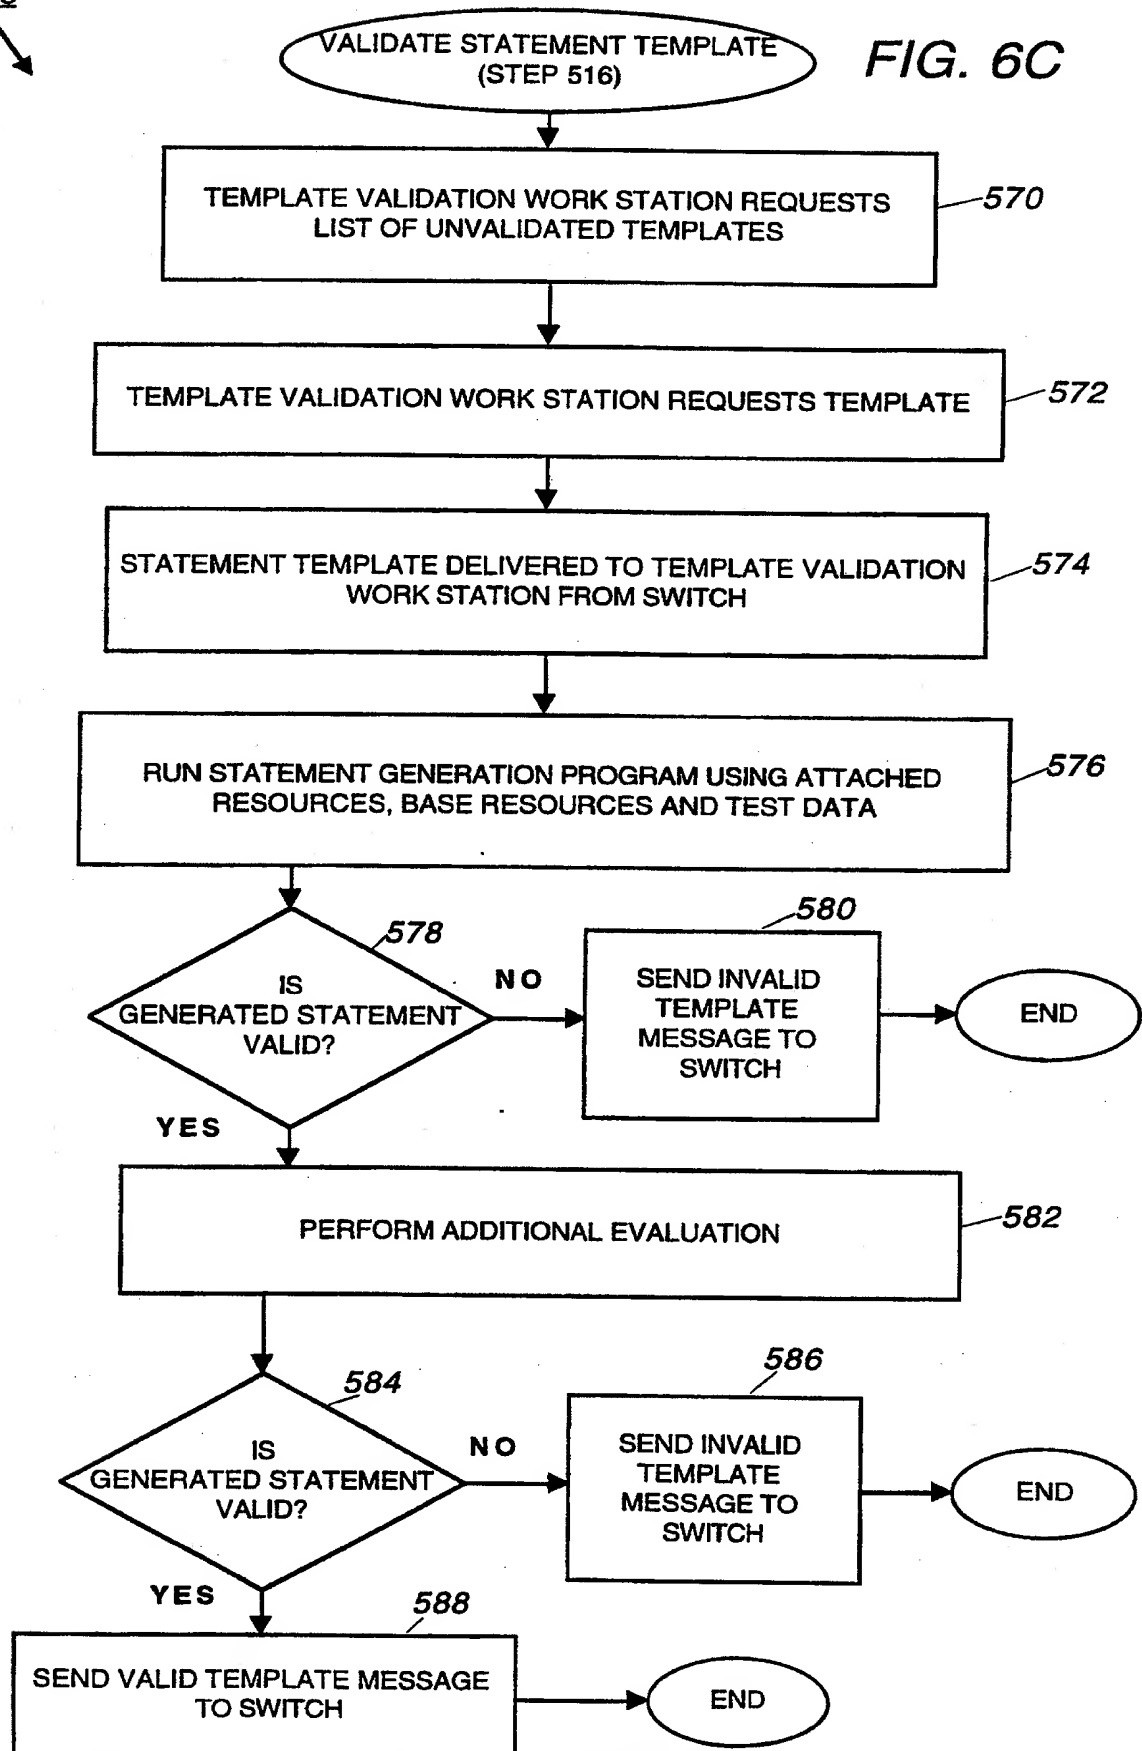 VALIDATE STATEMENT TEMPLATE
(STEP 516)
FIG. 6C
TEMPLATE VALIDATION WORK STATION REQUESTS
LIST OF UNVALIDATED TEMPLATES
570
TEMPLATE VALIDATION WORK STATION REQUESTS TEMPLATE
572
STATEMENT TEMPLATE DELIVERED TO TEMPLATE VALIDATION
WORK STATION FROM SWITCH
574
RUN STATEMENT GENERATION PROGRAM USING ATTACHED
RESOURCES, BASE RESOURCES AND TEST DATA
576
578
IS
GENERATED STATEMENT
VALID?
NO
580
SEND INVALID
TEMPLATE
MESSAGE TO
SWITCH
END
YES
PERFORM ADDITIONAL EVALUATION
582
584
IS
GENERATED STATEMENT
VALID?
NO
586
SEND INVALID
TEMPLATE
MESSAGE TO
SWITCH
END
YES
588
SEND VALID TEMPLATE MESSAGE
TO SWITCH
END